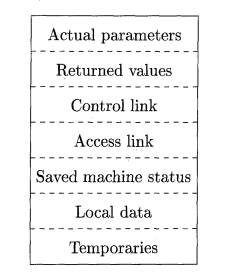 Actual parameters
Returned values
Control link
Access link
Saved machine status
Local data
Temporaries